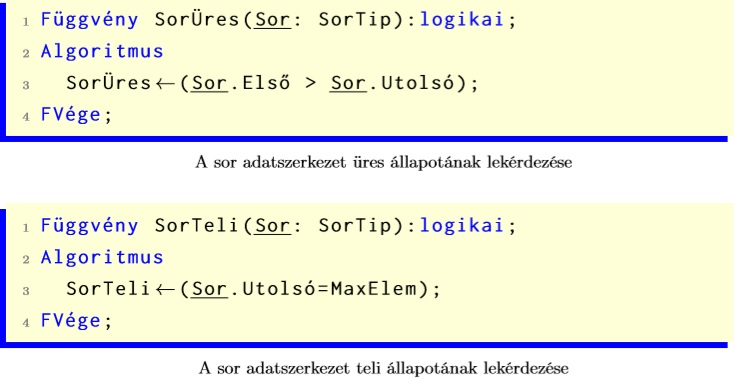 1 Függvény SorÜres(Sor: SorTip):logikai;
2 Algoritmus
3 SorÜres←(Sor.Első > Sor.Utolsó);
4 FVége;
A sor adatszerkezet üres állapotának lekérdezése
1 Függvény SorTeli(Sor: SorTip):logikai;
2 Algoritmus
3 SorTeli←(Sor.Utolsó=MaxElem);
4 FVége;
A sor adatszerkezet teli állapotának lekérdezése